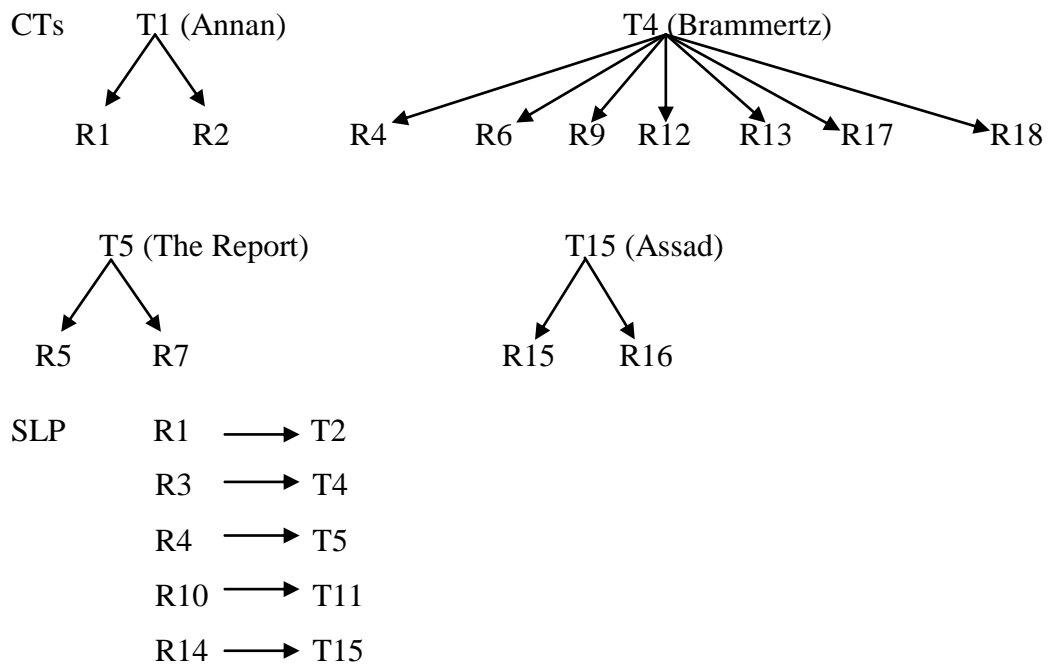 CTs T1 (Annan) T4 (Brammertz)
R1 R2 R4 R6 R9 R12 R13 R17 R18
T5 (The Report) T15 (Assad)
R5 R7 R15 R16
SLP R1 T2
R3 T4
R4 T5
R10 T11
R14 T15